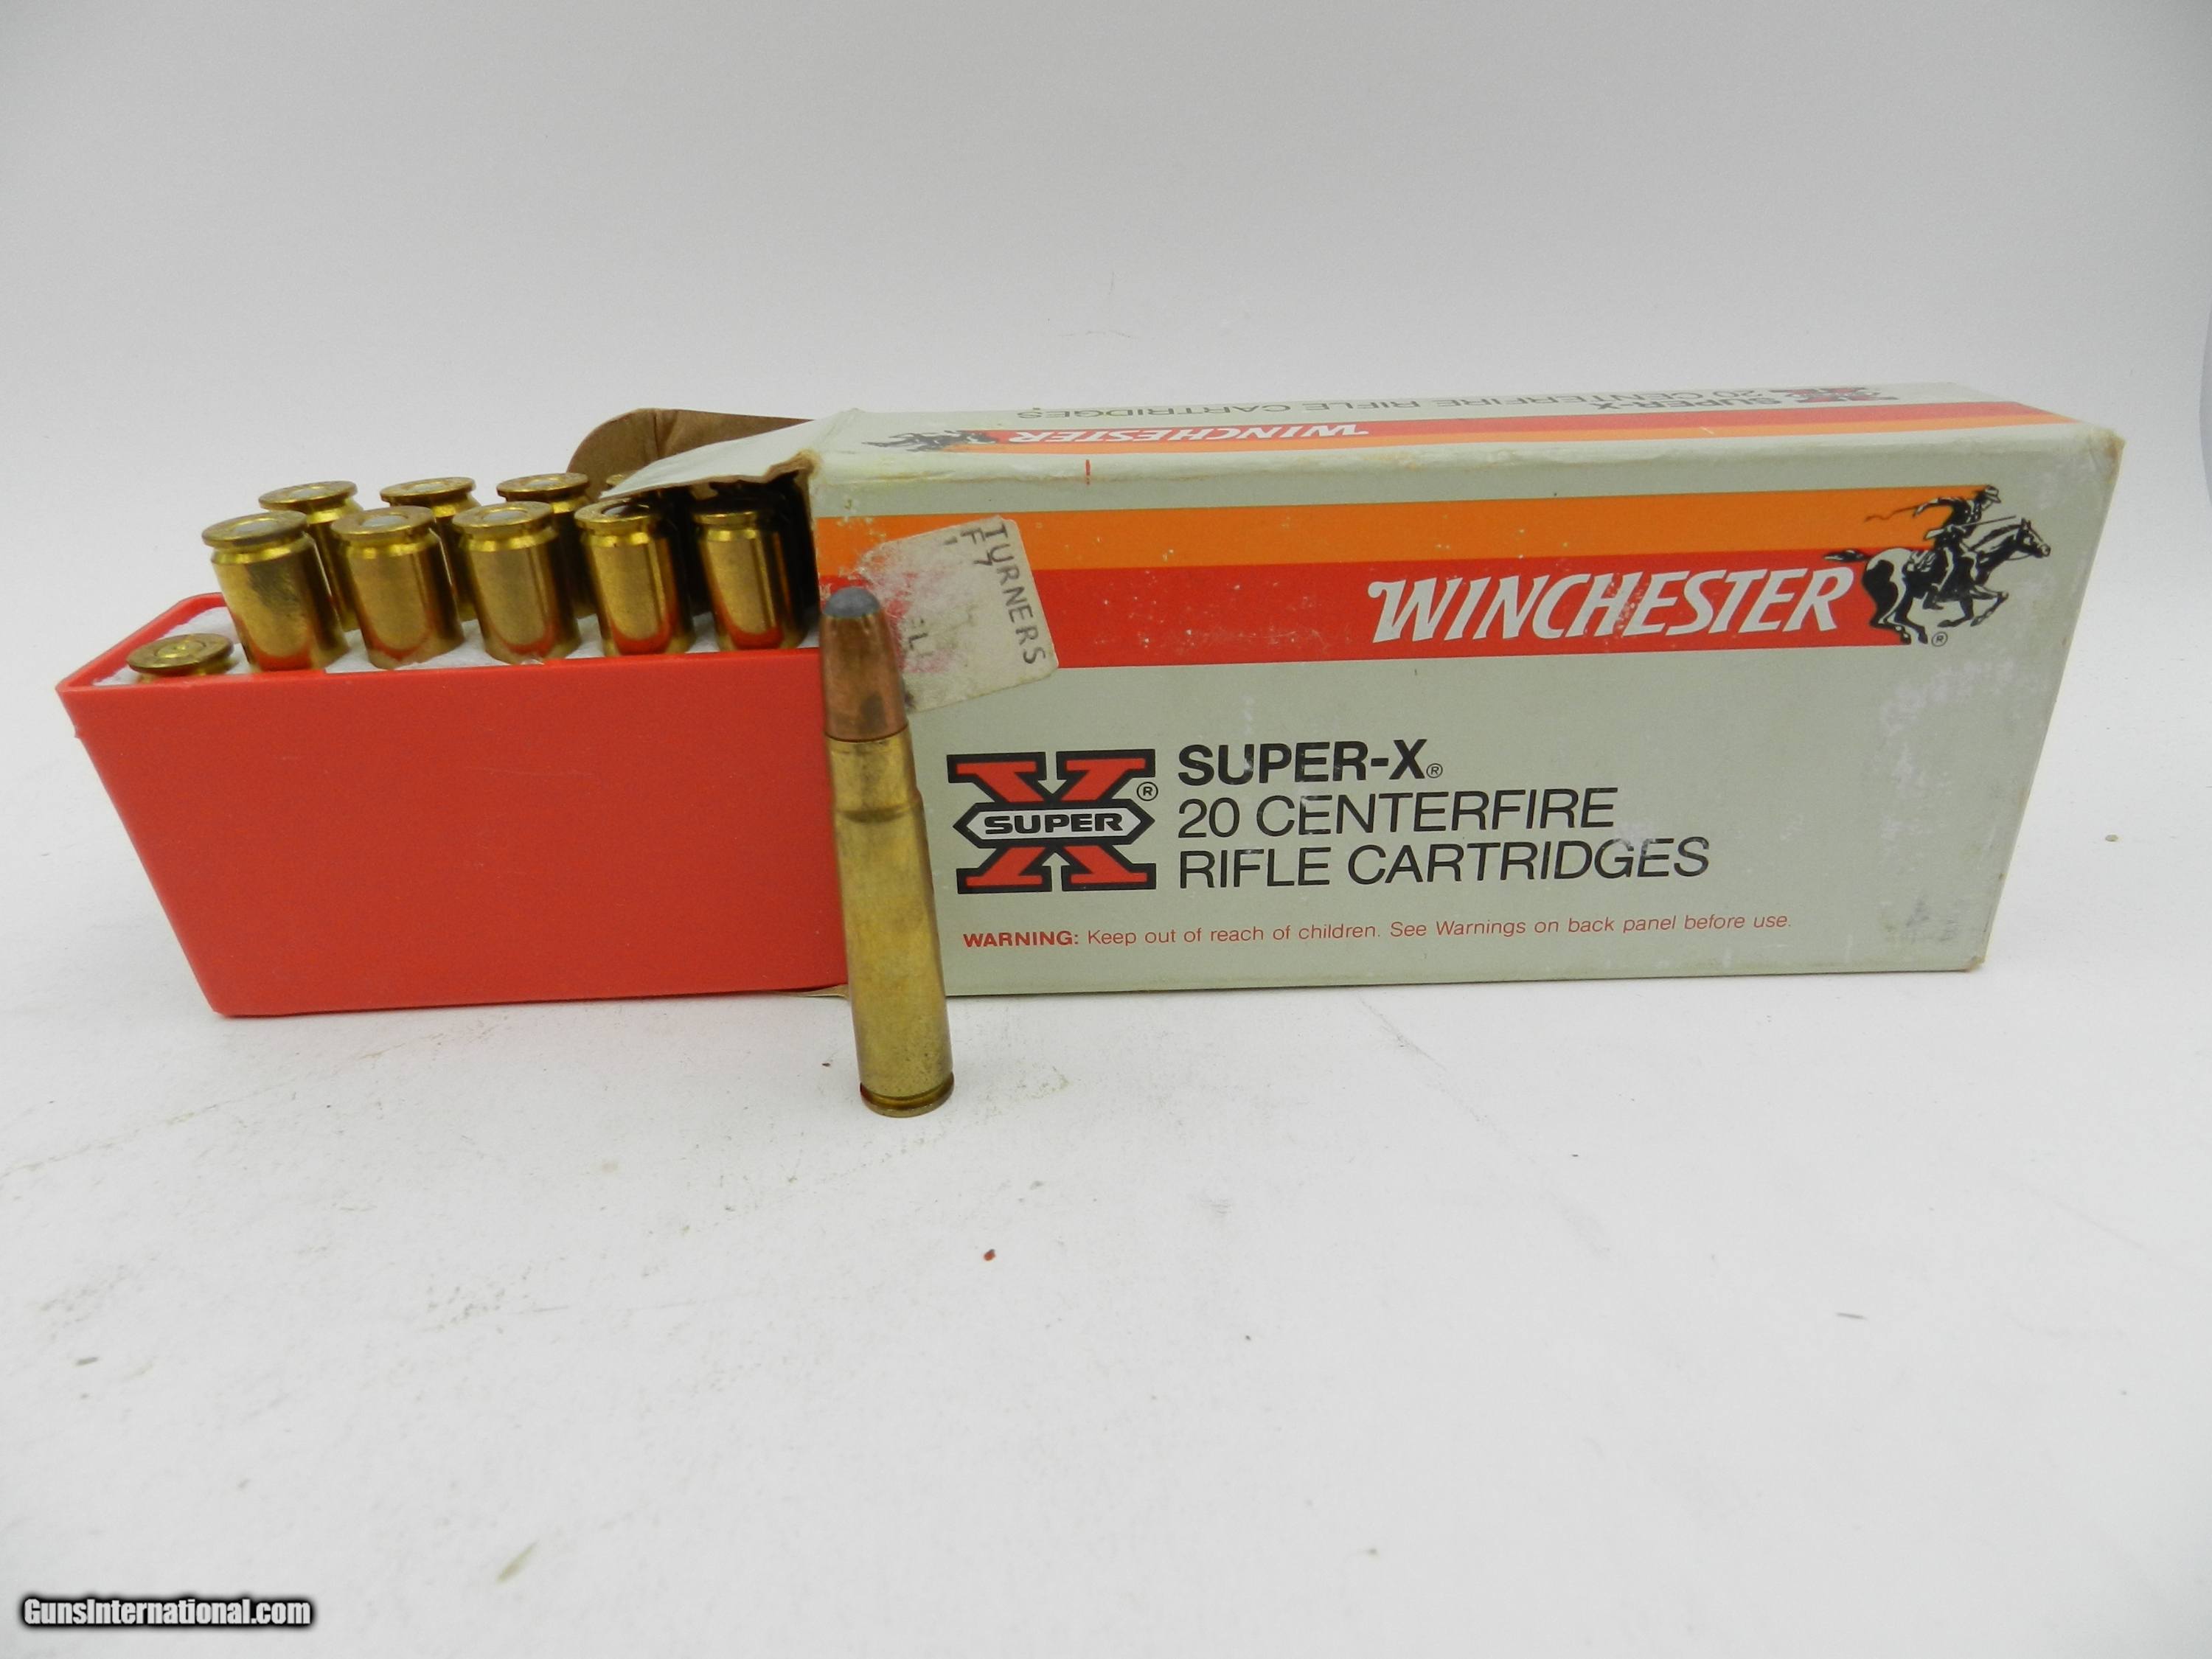 SUPER-X
20 CENTERFIRE RIFLE CARTRIDGES
WINCHESTER
WINCHESTER®
TURNERS
SUPER®
SUPER-X®
20 CENTERFIRE
RIFLE CARTRIDGES
WARNING: Keep out of reach of children. See Warnings on back panel before use.
GunsInternational.com